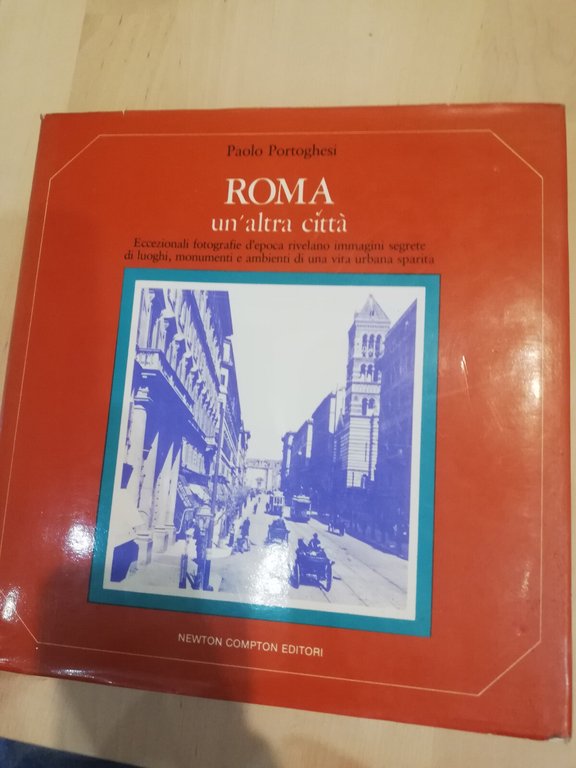 Paolo Portoghesi
ROMA
un'altra città
Eccezionali fotografie d'epoca rivelano immagini segrete
di luoghi, monumenti e ambienti di una vita urbana sparita
NEWTON COMPTON EDITORI